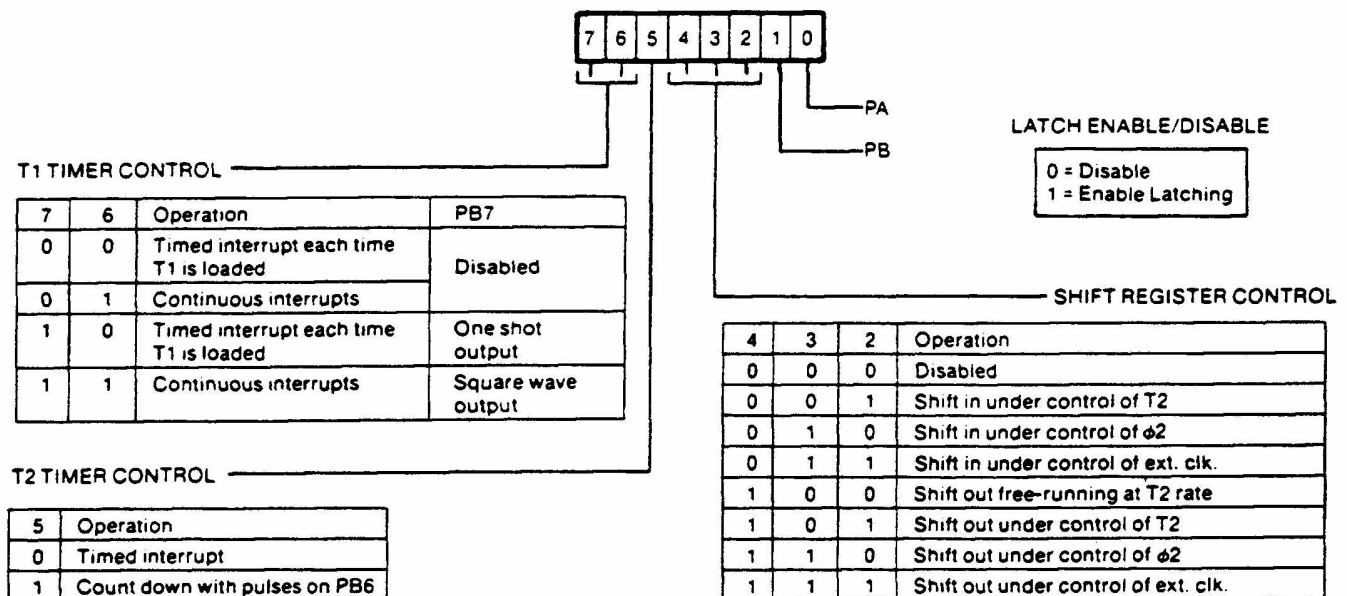 7 6 5 4 3 2 1 0
PA
PB
LATCH ENABLE/DISABLE
0 = Disable
1 = Enable Latching
T1 TIMER CONTROL
7 6 Operation PB7
0 0 Timed interrupt each time T1 is loaded Disabled
0 1 Continuous interrupts
1 0 Timed interrupt each time T1 is loaded One shot output
1 1 Continuous interrupts Square wave output
SHIFT REGISTER CONTROL
4 3 2 Operation
0 0 0 Disabled
0 0 1 Shift in under control of T2
0 1 0 Shift in under control of ϕ2
0 1 1 Shift in under control of ext. clk.
1 0 0 Shift out free-running at T2 rate
1 0 1 Shift out under control of T2
1 1 0 Shift out under control of ϕ2
1 1 1 Shift out under control of ext. clk.
T2 TIMER CONTROL
5 Operation
0 Timed interrupt
1 Count down with pulses on PB6